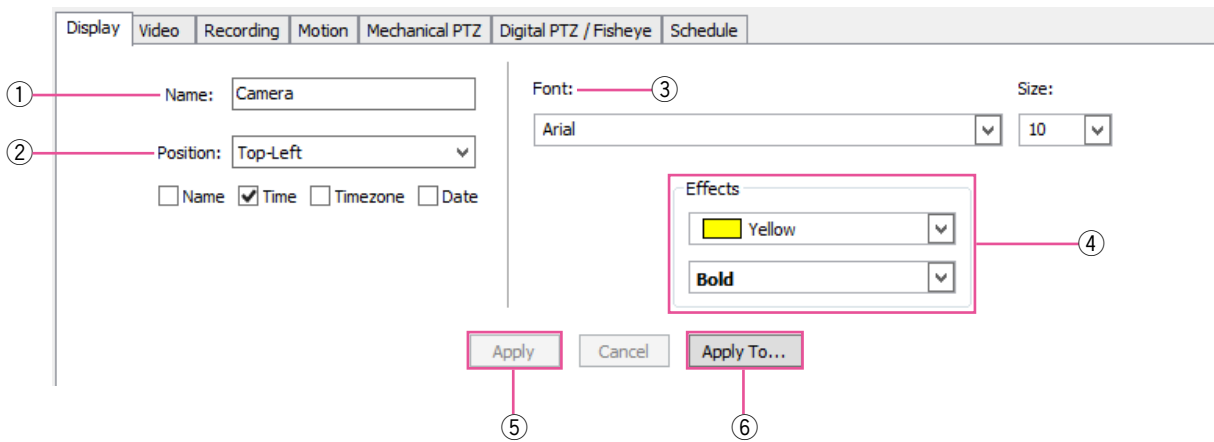 Display Video Recording Motion Mechanical PTZ Digital PTZ / Fisheye Schedule
① Name: Camera
② Position: Top-Left
Name Time Timezone Date
Font: ③ Size:
Arial 10
Effects
Yellow
④
Bold
Apply Cancel Apply To...
⑤ ⑥